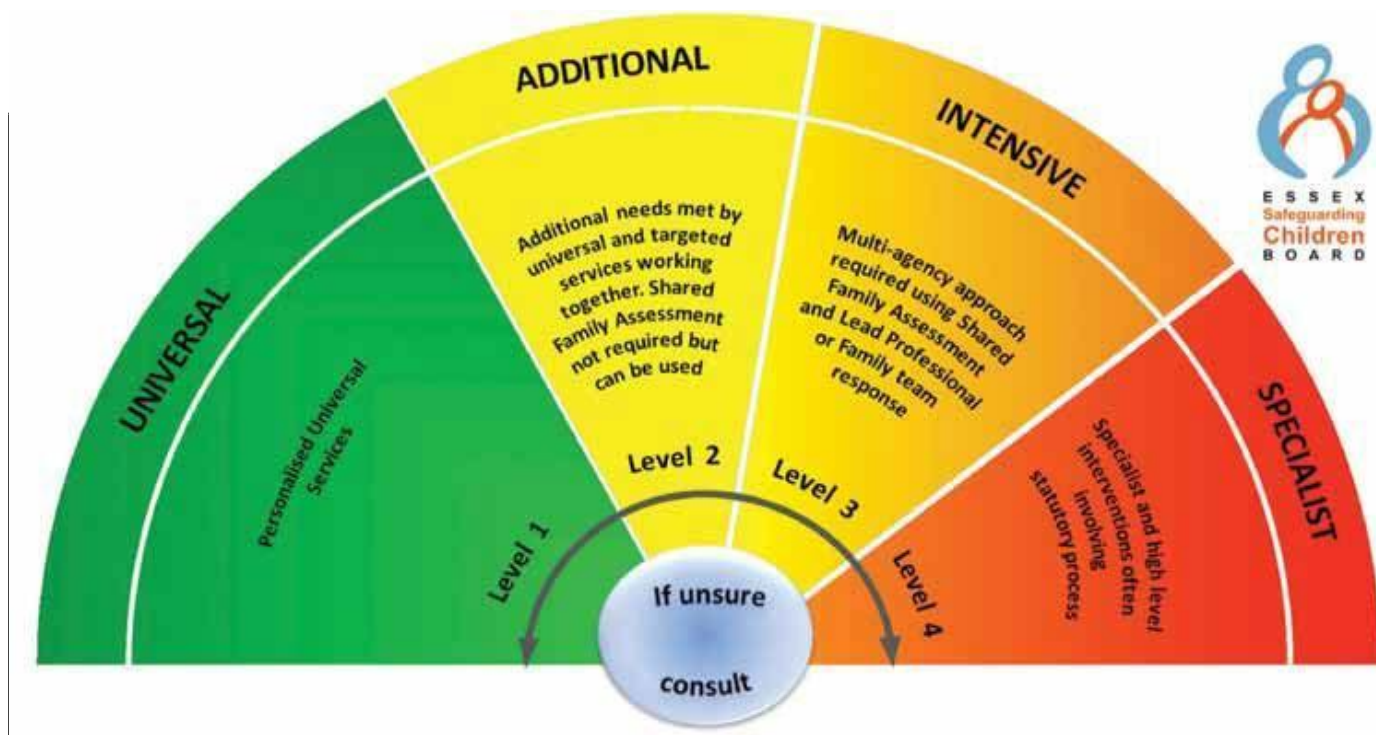 UNIVERSAL
Personalised Universal
Services
Level 1
ADDITIONAL
Additional needs met by
universal and targeted
services working
together. Shared
Family Assessment
not required but
can be used
Level 2
INTENSIVE
Multi-agency approach
required using Shared
Family Assessment
and Lead Professional
or Family team
response
Level 3
SPECIALIST
Specialist and high level
interventions often
involving
statutory process
Level 4
If unsure
consult
ESSEX
Safeguarding
Children
BOARD